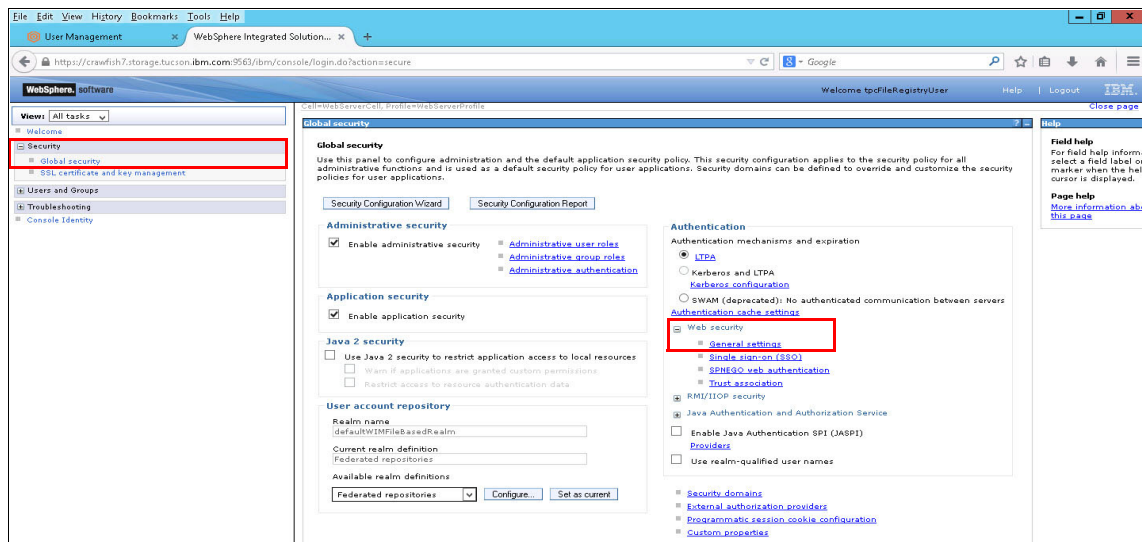 File Edit View History Bookmarks Tools Help
User Management × WebSphere Integrated Solution... × +
https://crawfish7.storage.tucson.ibm.com:9563/ibm/console/login.do?action=secure
Google
WebSphere. software
Welcome tpcFileRegistryUser
Help | Logout
IBM.
View: All tasks
Welcome
Security
Global security
SSL certificate and key management
Users and Groups
Troubleshooting
Console Identity
Cell=WebServerCell, Profile=WebServerProfile
Close page
Global security
? -
Global security
Use this panel to configure administration and the default application security policy. This security configuration applies to the security policy for all
administrative functions and is used as a default security policy for user applications. Security domains can be defined to override and customize the security
policies for user applications.
Security Configuration Wizard
Security Configuration Report
Administrative security
Enable administrative security
Administrative user roles
Administrative group roles
Administrative authentication
Application security
Enable application security
Java 2 security
Use Java 2 security to restrict application access to local resources
Warn if applications are granted custom permissions
Restrict access to resource authentication data
User account repository
Realm name
defaultWIMFileBasedRealm
Current realm definition
Federated repositories
Available realm definitions
Federated repositories
Configure...
Set as current
Authentication
Authentication mechanisms and expiration
LTPA
Kerberos and LTPA
Kerberos configuration
SWAM (deprecated): No authenticated communication between servers
Authentication cache settings
Web security
General settings
Single sign-on (SSO)
SPNEGO web authentication
Trust association
RMI/IIOP security
Java Authentication and Authorization Service
Enable Java Authentication SPI (JASPI)
Providers
Use realm-qualified user names
Security domains
External authorization providers
Programmatic session cookie configuration
Custom properties
Help
Field help
For field help informa
select a field label o
marker when the hel
cursor is displayed.
Page help
More information abo
this page